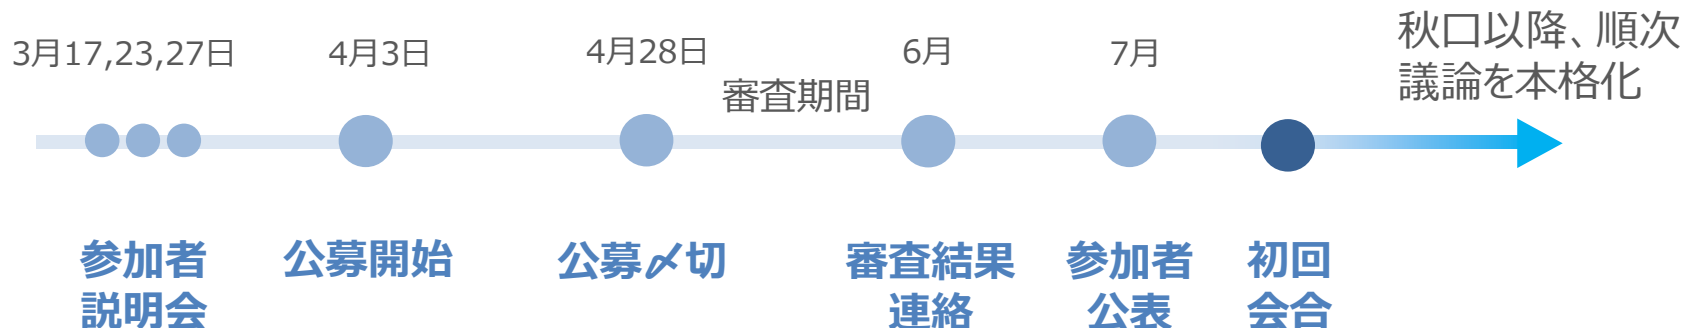 3月17,23,27日
4月3日
4月28日
審査期間
6月
7月
秋口以降、順次
議論を本格化
参加者
説明会
公募開始
公募〆切
審査結果
連絡
参加者
公表
初回
会合